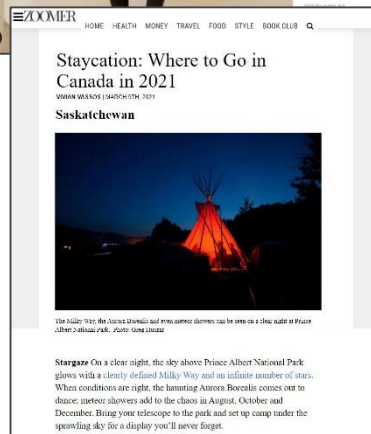 ZOOMER
HOME HEALTH MONEY TRAVEL FOOD STYLE BOOK CLUB
Staycation: Where to Go in
Canada in 2021
VIVIAN VASSOS | MARCH 5TH, 2021
Saskatchewan
The Milky Way, the Aurora Borealis and even meteor showers can be seen on a clear night at Prince
Albert National Park. Photo: Greg Huszar
Stargaze On a clear night, the sky above Prince Albert National Park
glows with a clearly defined Milky Way and an infinite number of stars.
When conditions are right, the haunting Aurora Borealis comes out to
dance; meteor showers add to the chaos in August, October and
December. Bring your telescope to the park and set up camp under the
sprawling sky for a display you'll never forget.